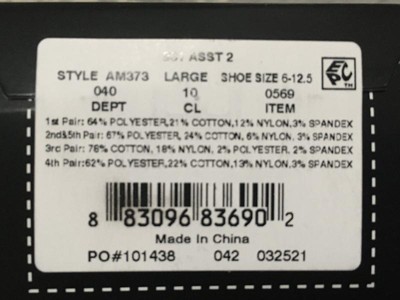 ASST 2
STYLE AM373 LARGE SHOE SIZE 6-12.5
040 10 0569
DEPT CL ITEM
1st Pair: 64% POLYESTER,21% COTTON,12% NYLON,3% SPANDEX
2nd&5th Pair: 67% POLYESTER, 24% COTTON, 6% NYLON, 3% SPANDEX
3rc Pair: 78% COTTON, 18% NYLON, 2% POLYESTER, 2% SPANDEX
4th Pair:62% POLYESTER,22% COTTON,13% NYLON,3% SPANDEX
8 83096 83690 2
Made In China
PO#101438 042 032521